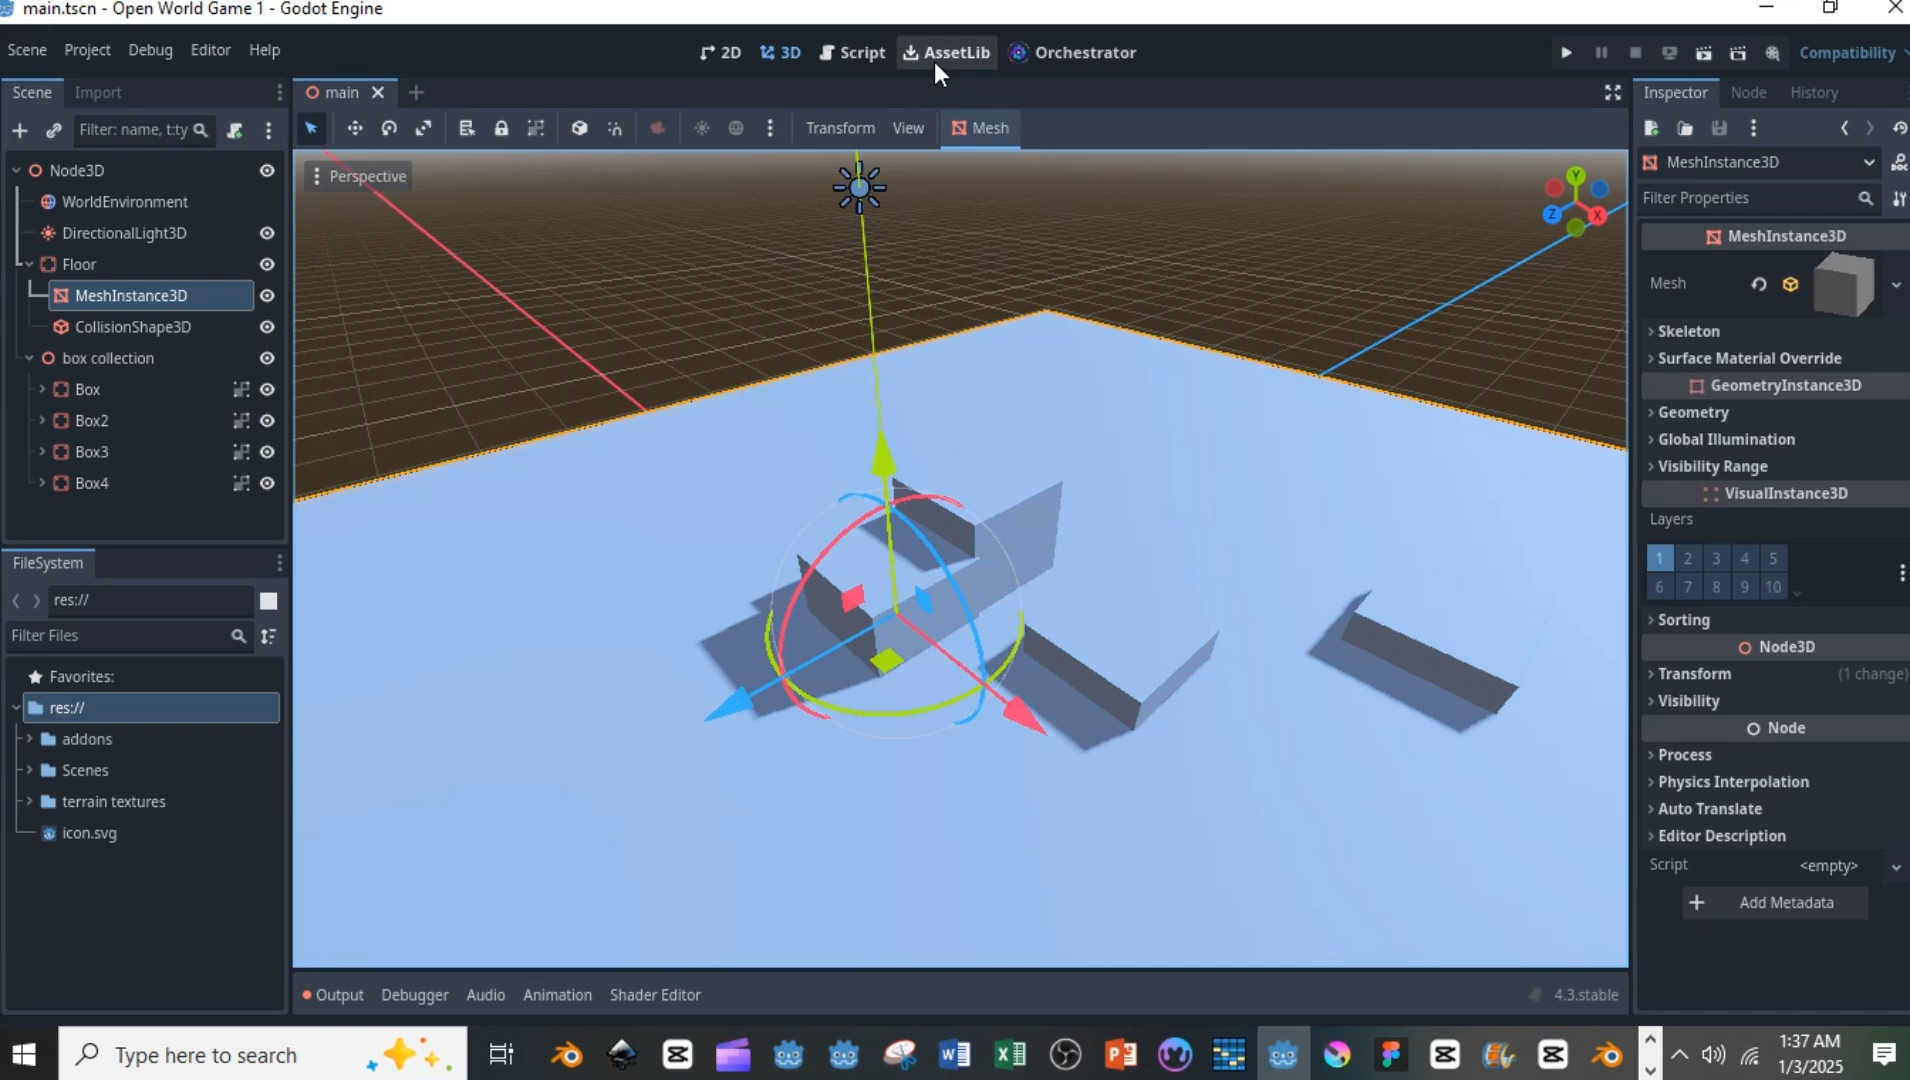 main.tscn - Open World Game 1 - Godot Engine
Scene Project Debug Editor Help
2D 3D Script AssetLib Orchestrator
Compatibility
Scene Import
main
Inspector Node History
Filter: name, t:ty
Transform View Mesh
Perspective
Y
Z
X
Node3D
WorldEnvironment
DirectionalLight3D
Floor
MeshInstance3D
CollisionShape3D
box collection
Box
Box2
Box3
Box4
FileSystem
res://
Filter Files
Favorites:
res://
addons
Scenes
terrain textures
icon.svg
MeshInstance3D
DOC
Filter Properties
MeshInstance3D
Mesh
Skeleton
Surface Material Override
GeometryInstance3D
Geometry
Global Illumination
Visibility Range
VisualInstance3D
Layers
1 2 3 4 5
6 7 8 9 10
Sorting
Node3D
Transform (1 change)
Visibility
Node
Process
Physics Interpolation
Auto Translate
Editor Description
Script <empty>
Add Metadata
Output Debugger Audio Animation Shader Editor
4.3.stable
Type here to search
1:37 AM
1/3/2025